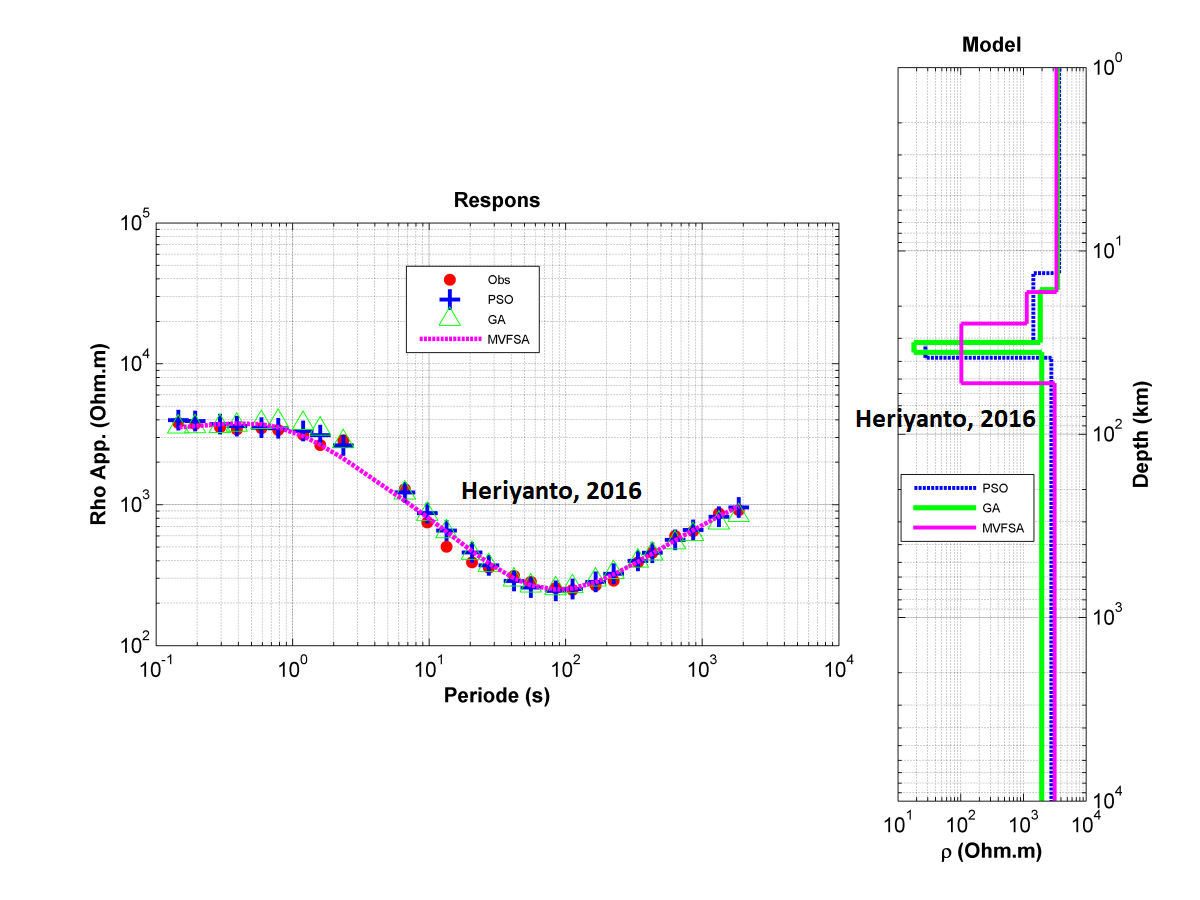 Respons
10^5
10^4
10^3
10^2
Rho App. (Ohm.m)
Obs
PSO
GA
MVFSA
Heriyanto, 2016
10^-1
10^0
10^1
10^2
10^3
10^4
Periode (s)
Model
10^0
10^1
10^2
10^3
10^4
Depth (km)
Heriyanto, 2016
PSO
GA
MVFSA
10^1
10^2
10^3
10^4
ρ (Ohm.m)